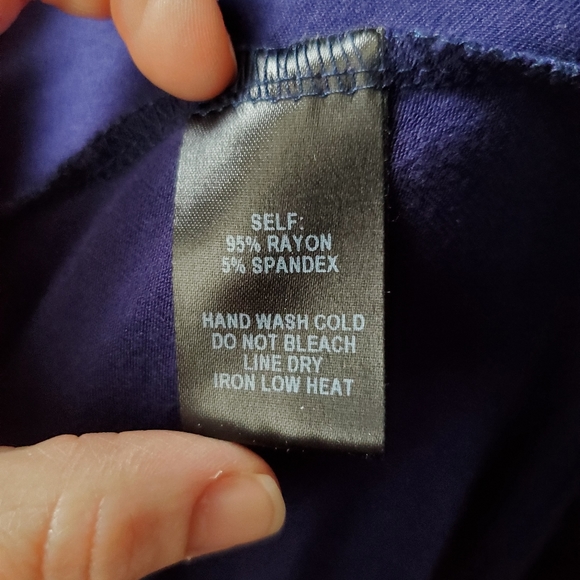 SELF:
95% RAYON
5% SPANDEX
HAND WASH COLD
DO NOT BLEACH
LINE DRY
IRON LOW HEAT